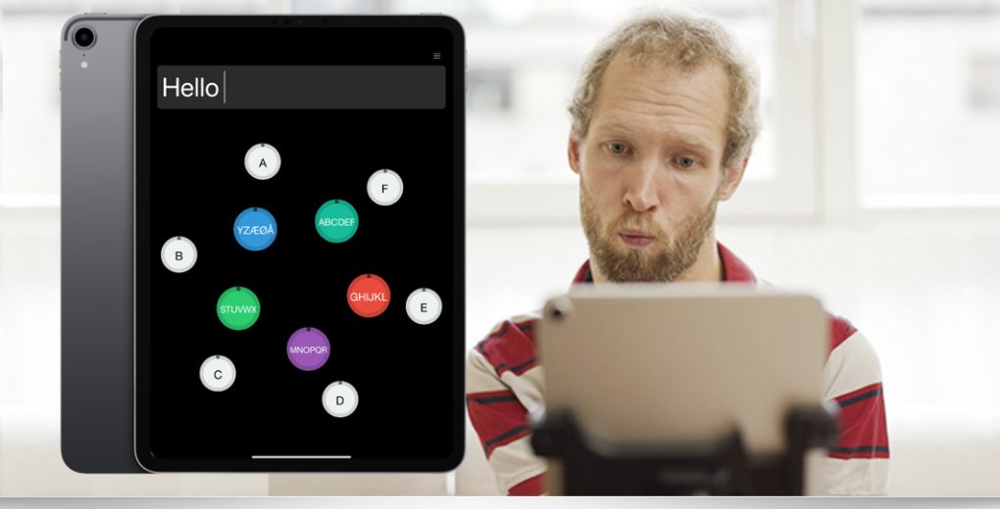 Hello
A
F
YZÆØÅ
ABCDEF
B
GHIJKL
STUVWX
E
MNOPQR
C
D